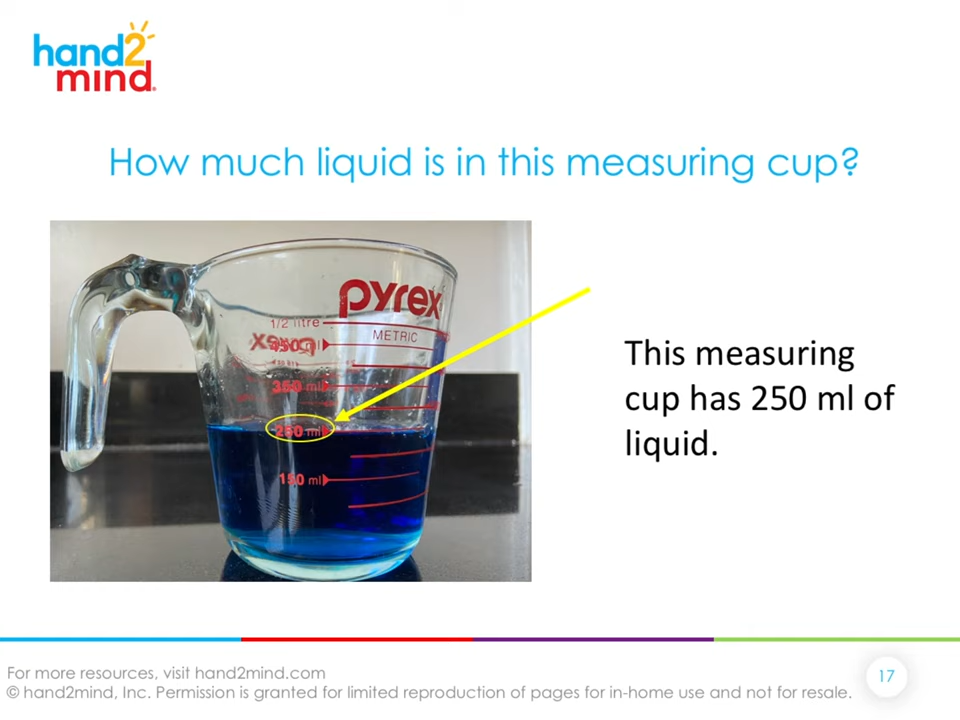 hand2
mind®
How much liquid is in this measuring cup?
pyrex
1/2 litre
METRIC
450 ml
350 ml
250 ml
150 ml
This measuring
cup has 250 ml of
liquid.
For more resources, visit hand2mind.com
© hand2mind, Inc. Permission is granted for limited reproduction of pages for in-home use and not for resale.
17